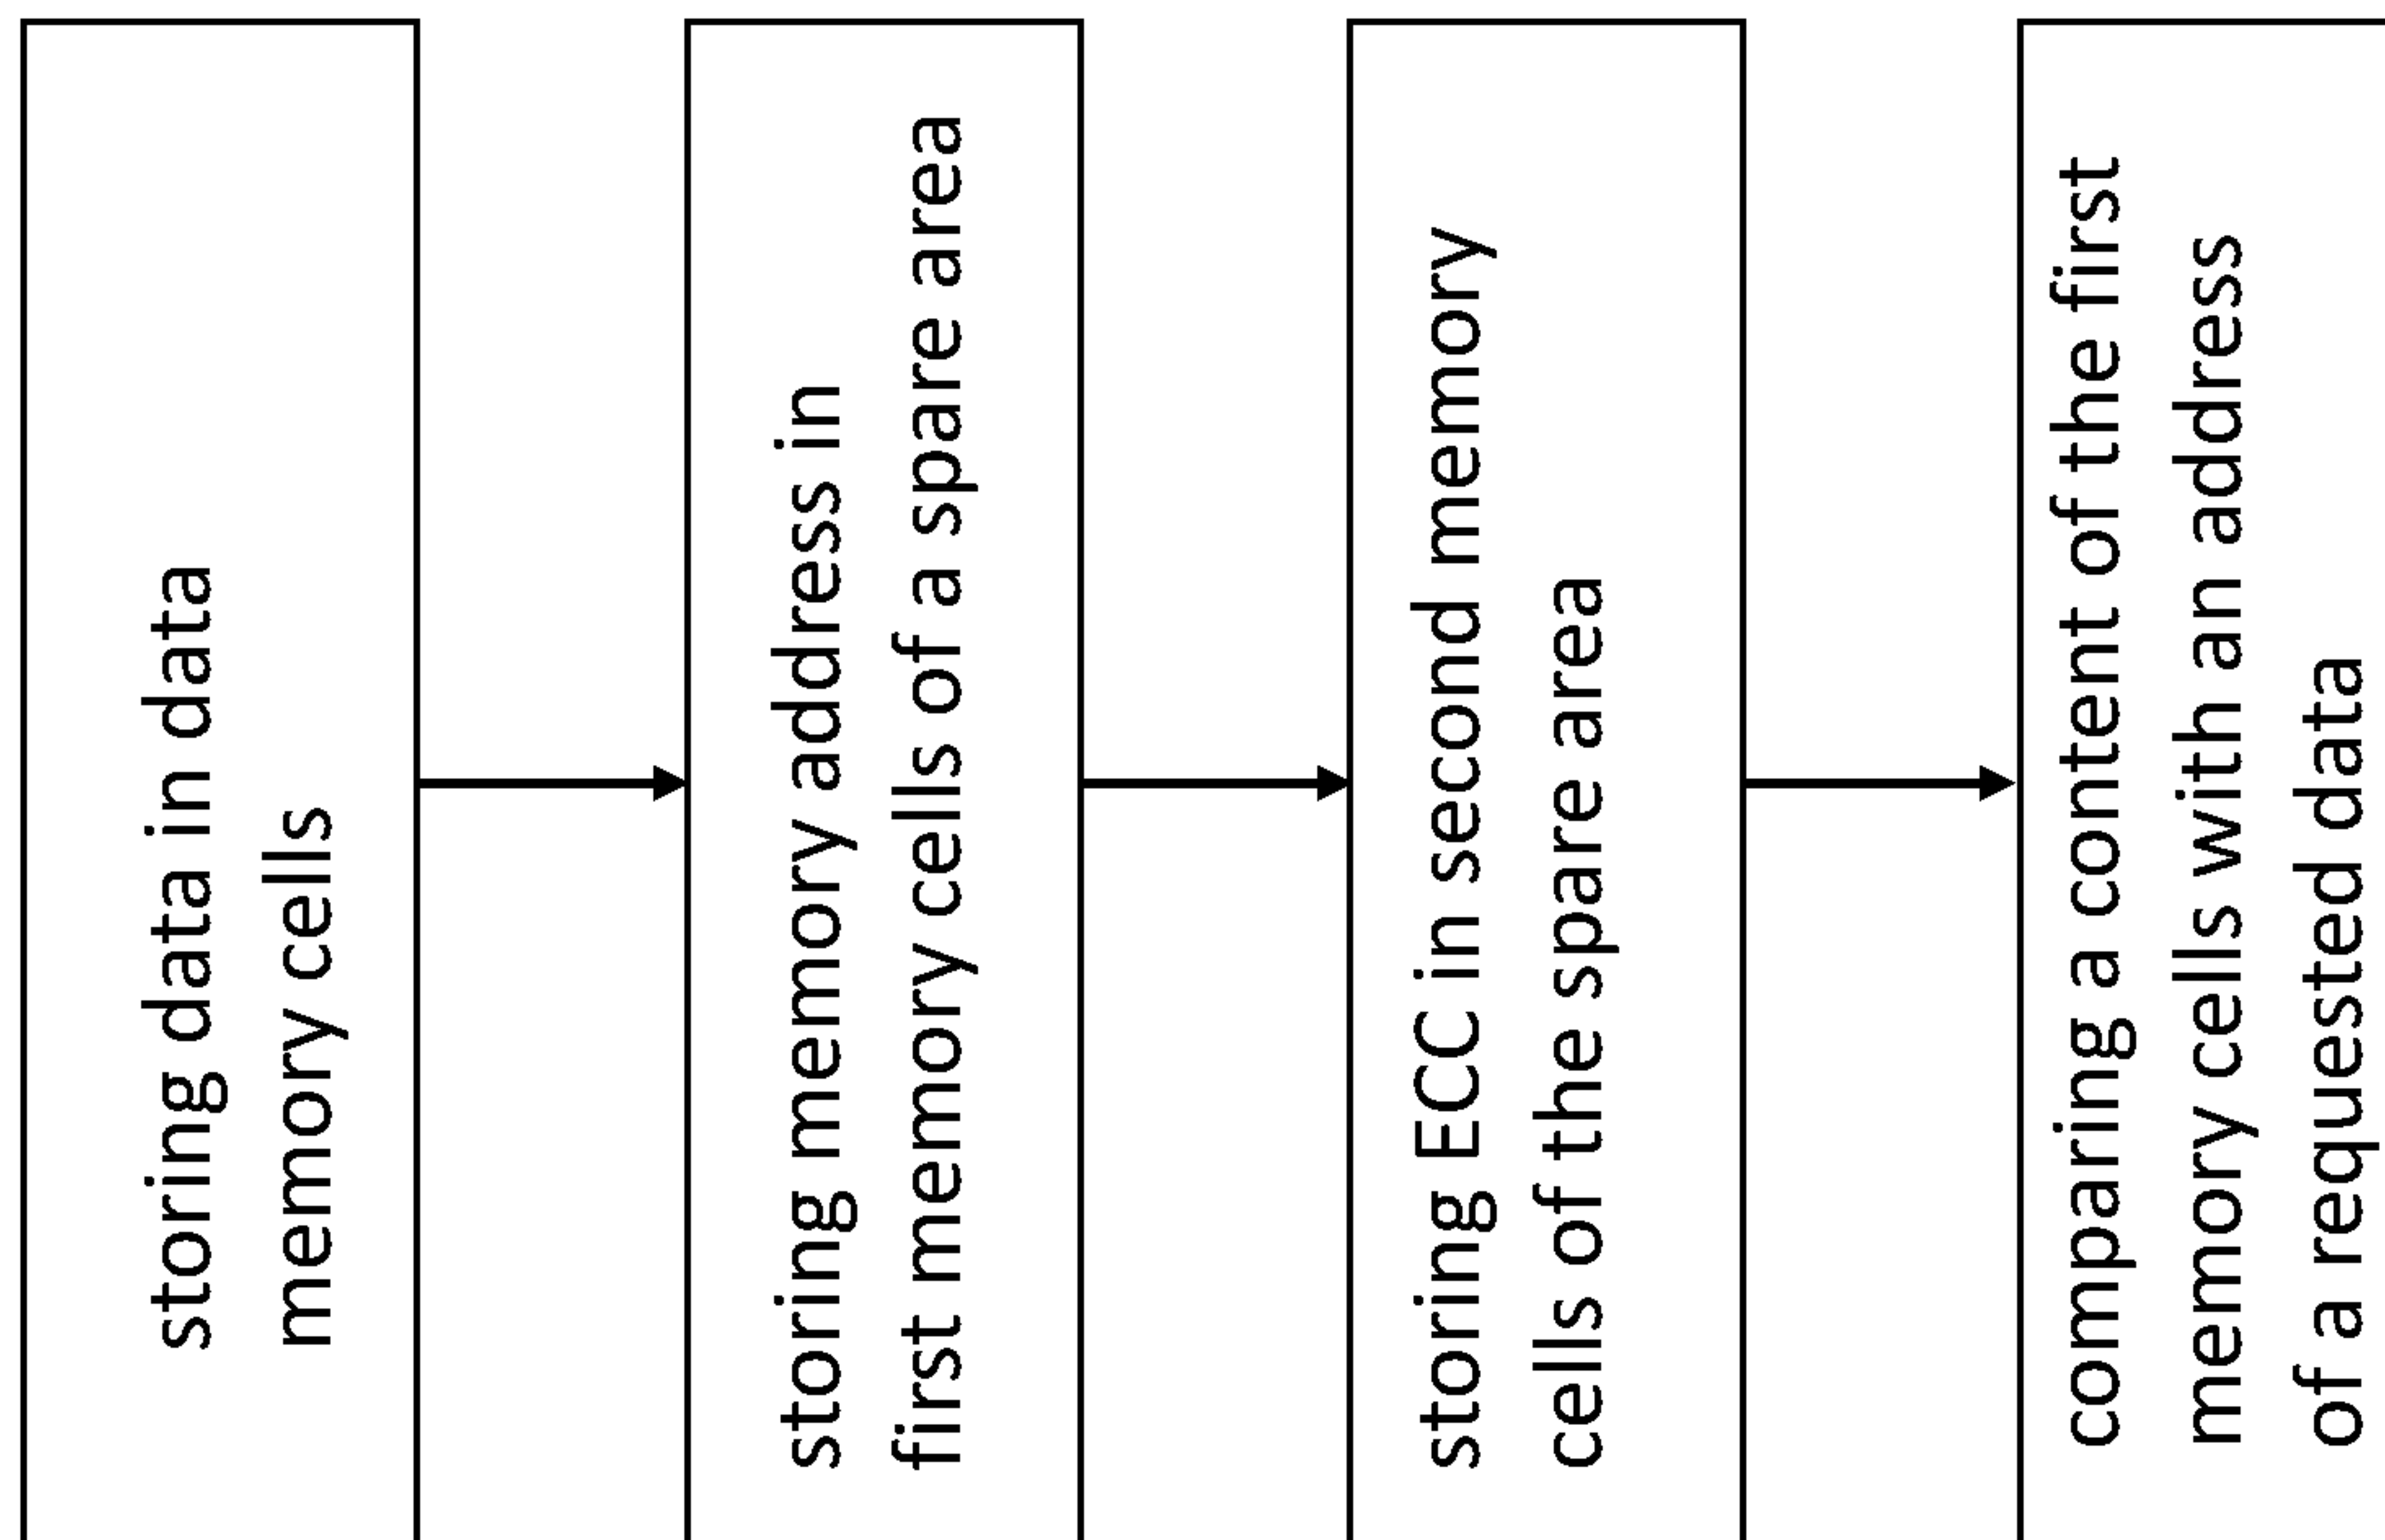 storing data in data
memory cells
storing memory address in
first memory cells of a spare area
storing ECC in second memory
cells of the spare area
comparing a content of the first
memory cells with an address
of a requested data